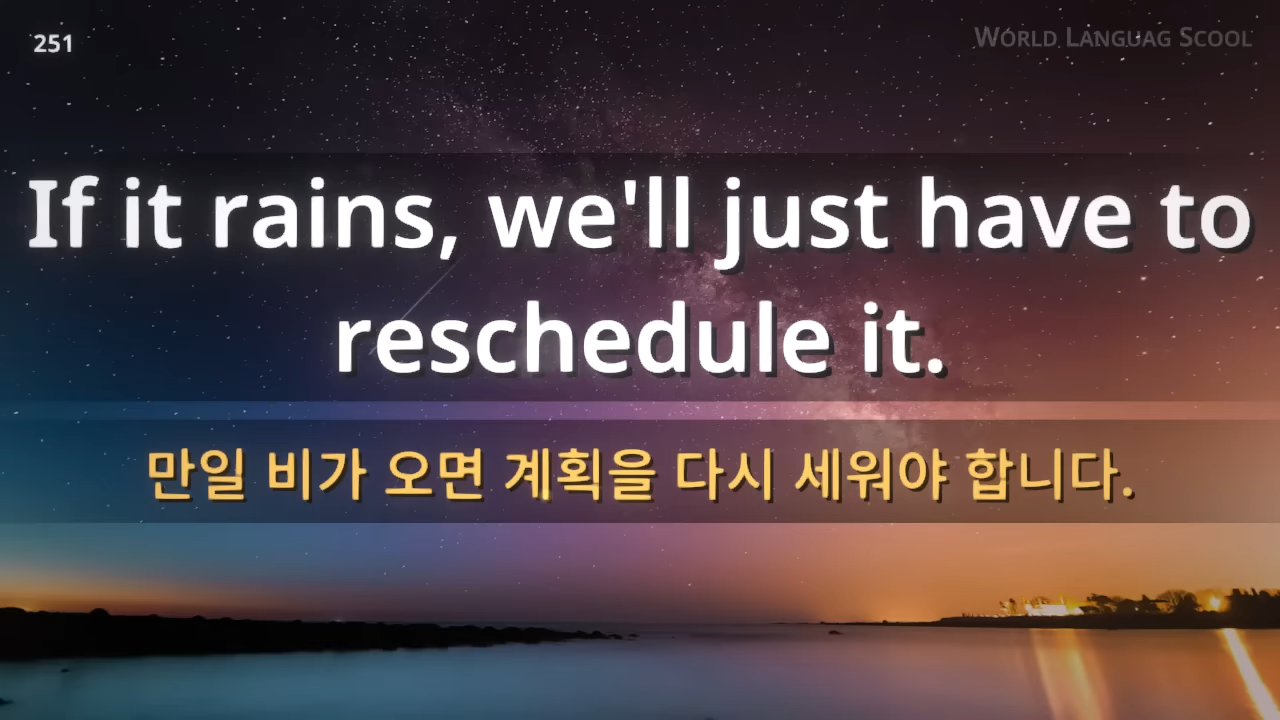 251
WORLD LANGUAG SCOOL
If it rains, we'll just have to
reschedule it.
만일 비가 오면 계획을 다시 세워야 합니다.